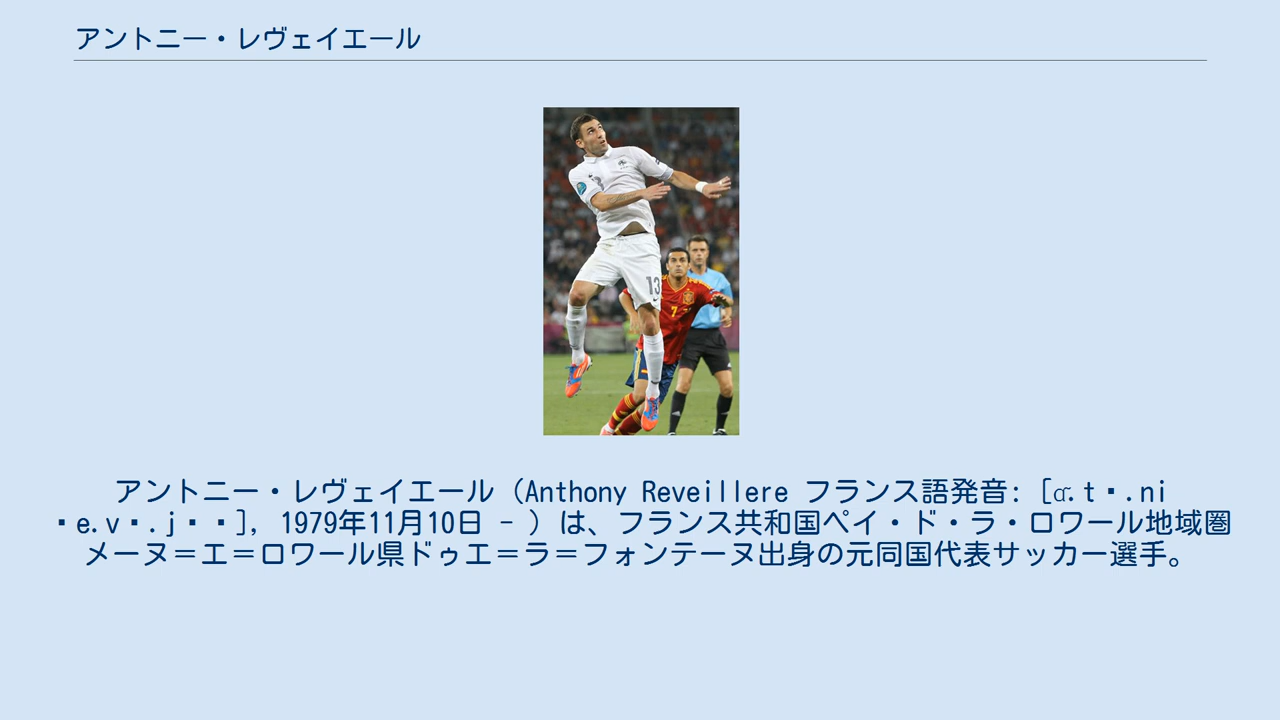 アントニー・レヴェイエール
13
7
アントニー・レヴェイエール（Anthony Reveillere フランス語発音: [ɑ̃.t .ni
 e.v .j  ], 1979年11月10日 - ）は、フランス共和国ペイ・ド・ラ・ロワール地域圏
メーヌ＝エ＝ロワール県ドゥエ＝ラ＝フォンテーヌ出身の元同国代表サッカー選手。